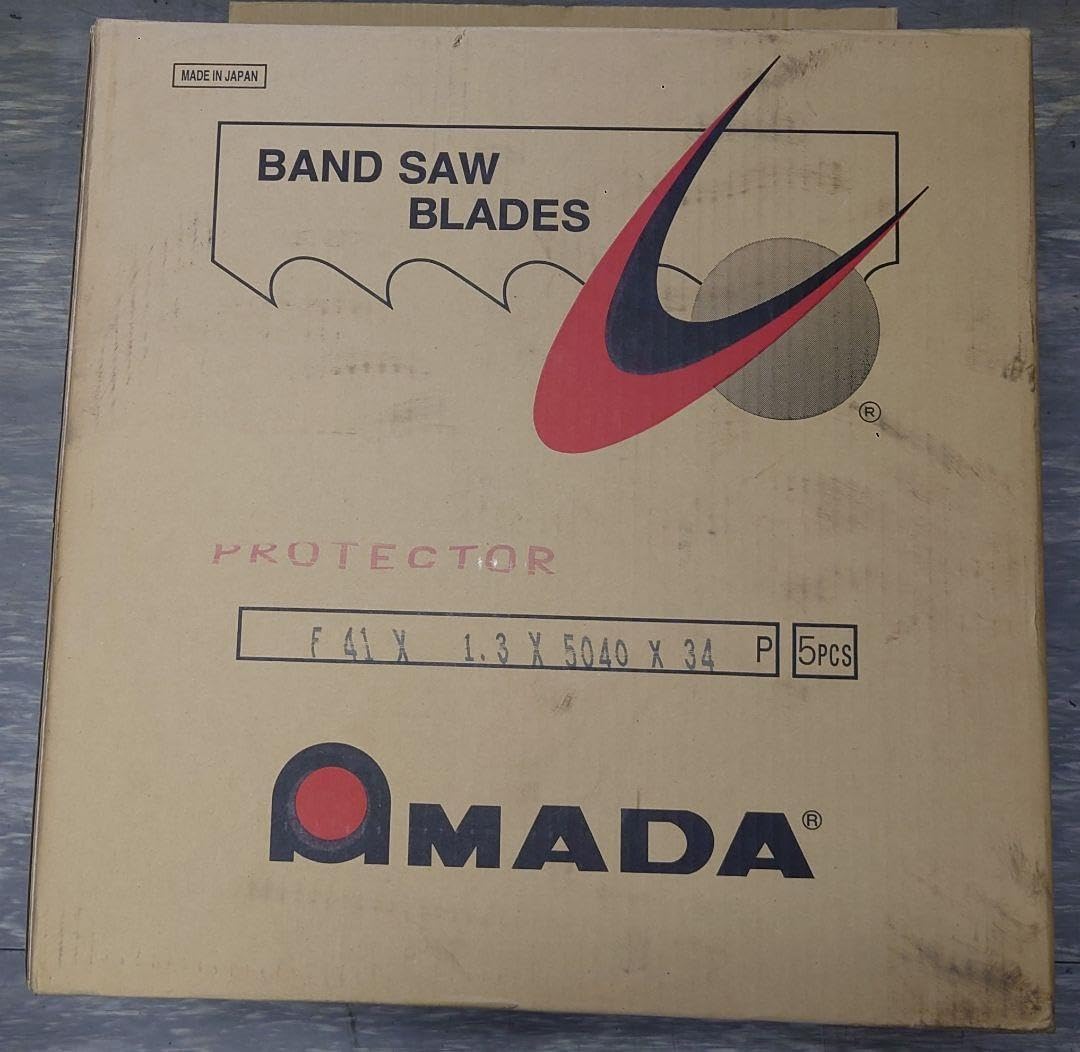 MADE IN JAPAN
BAND SAW
BLADES
®
PROTECTOR
F 41 X 1.3 X 5040 X 34 P 5PCS
AMADA®